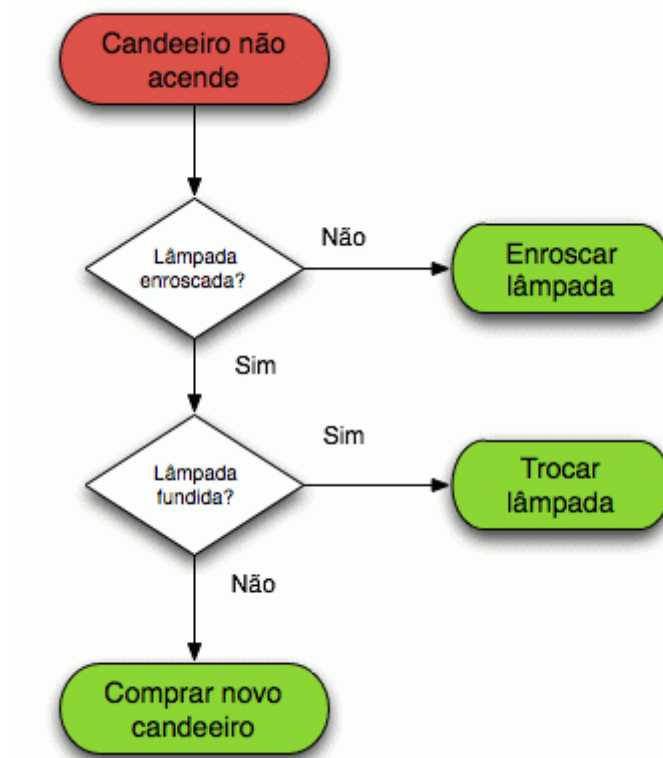 Candeeiro não
acende
Lâmpada
enroscada?
Não
Enroscar
lâmpada
Sim
Lâmpada
fundida?
Sim
Trocar
lâmpada
Não
Comprar novo
candeeiro